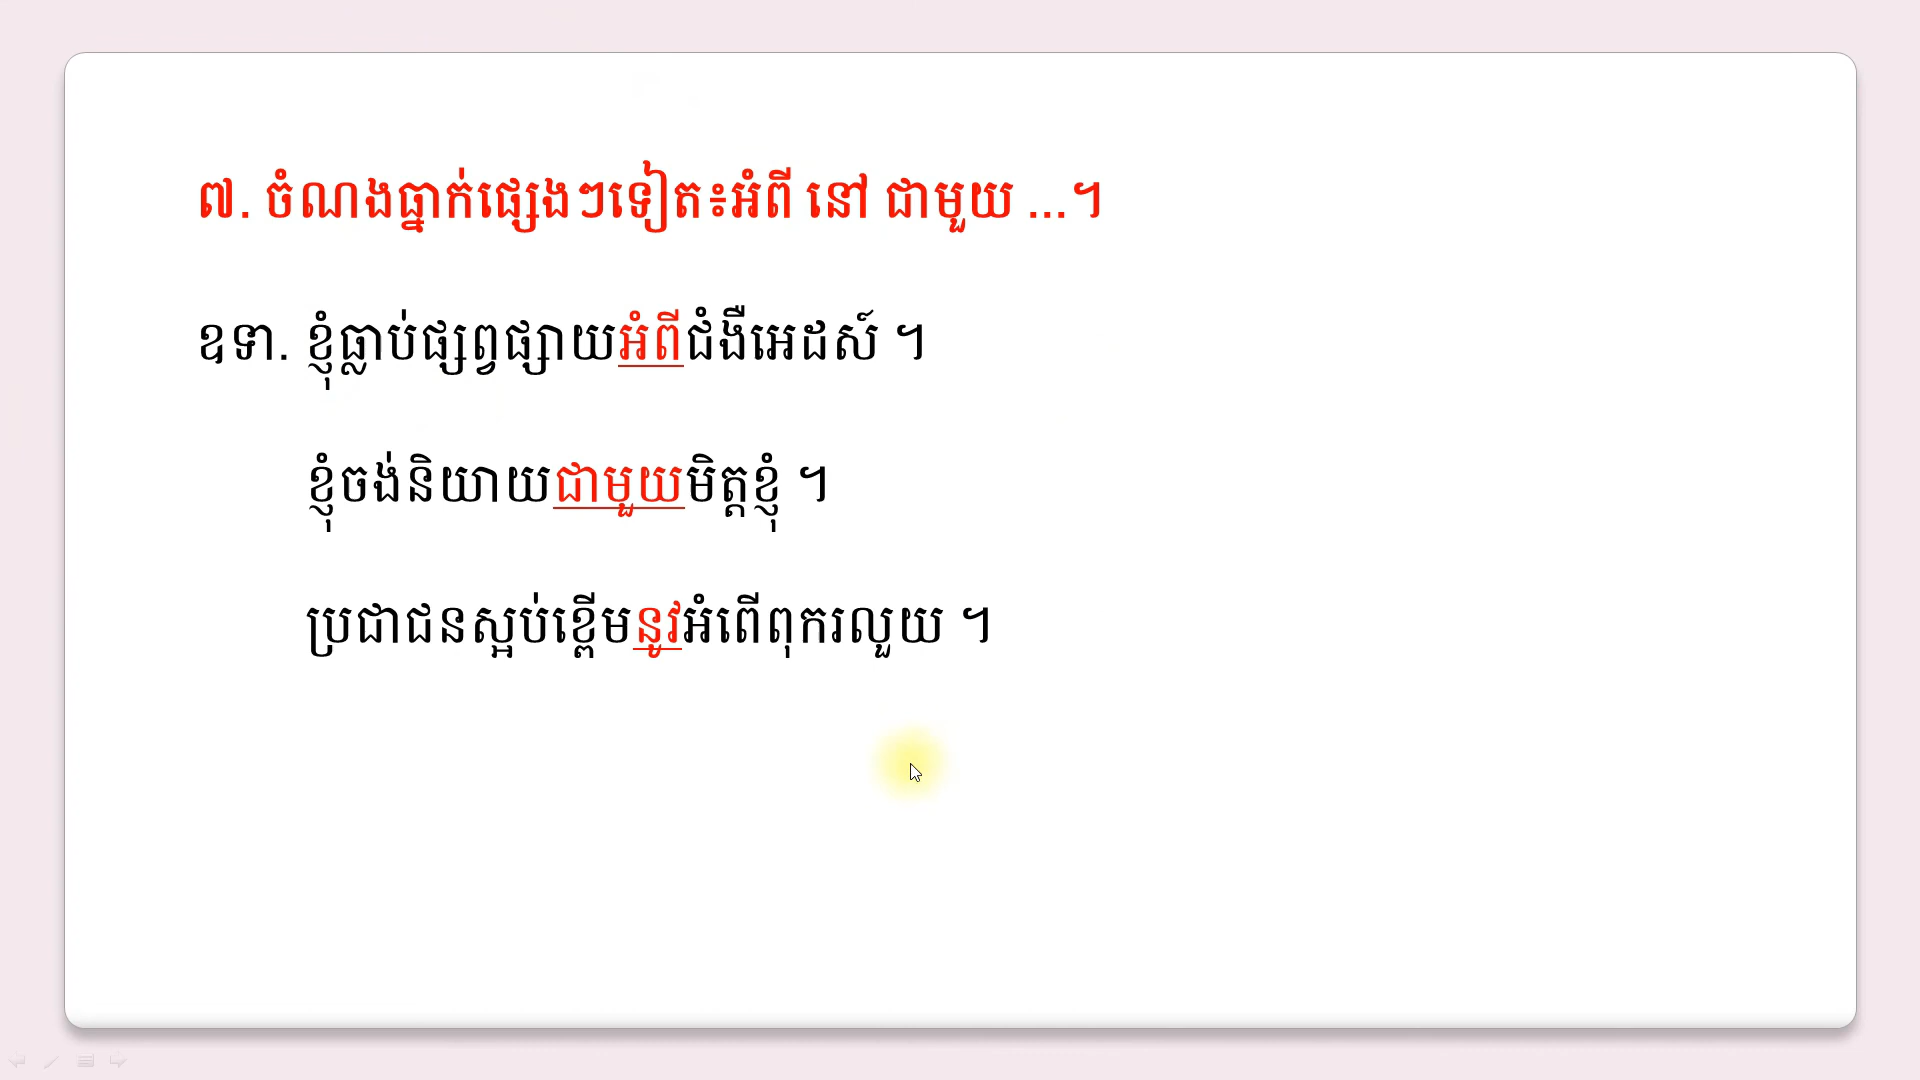 ៧. ចំណងធ្នាក់ផ្សេងៗទៀត៖អំពី នៅ ជាមួយ ...។
ឧទា. ខ្ញុំធ្លាប់ផ្សព្វផ្សាយអំពីជំងឺអេដស៍ ។
ខ្ញុំចង់និយាយជាមួយមិត្តខ្ញុំ ។
ប្រជាជនស្អប់ខ្ពើមនូវអំពើពុករលួយ ។